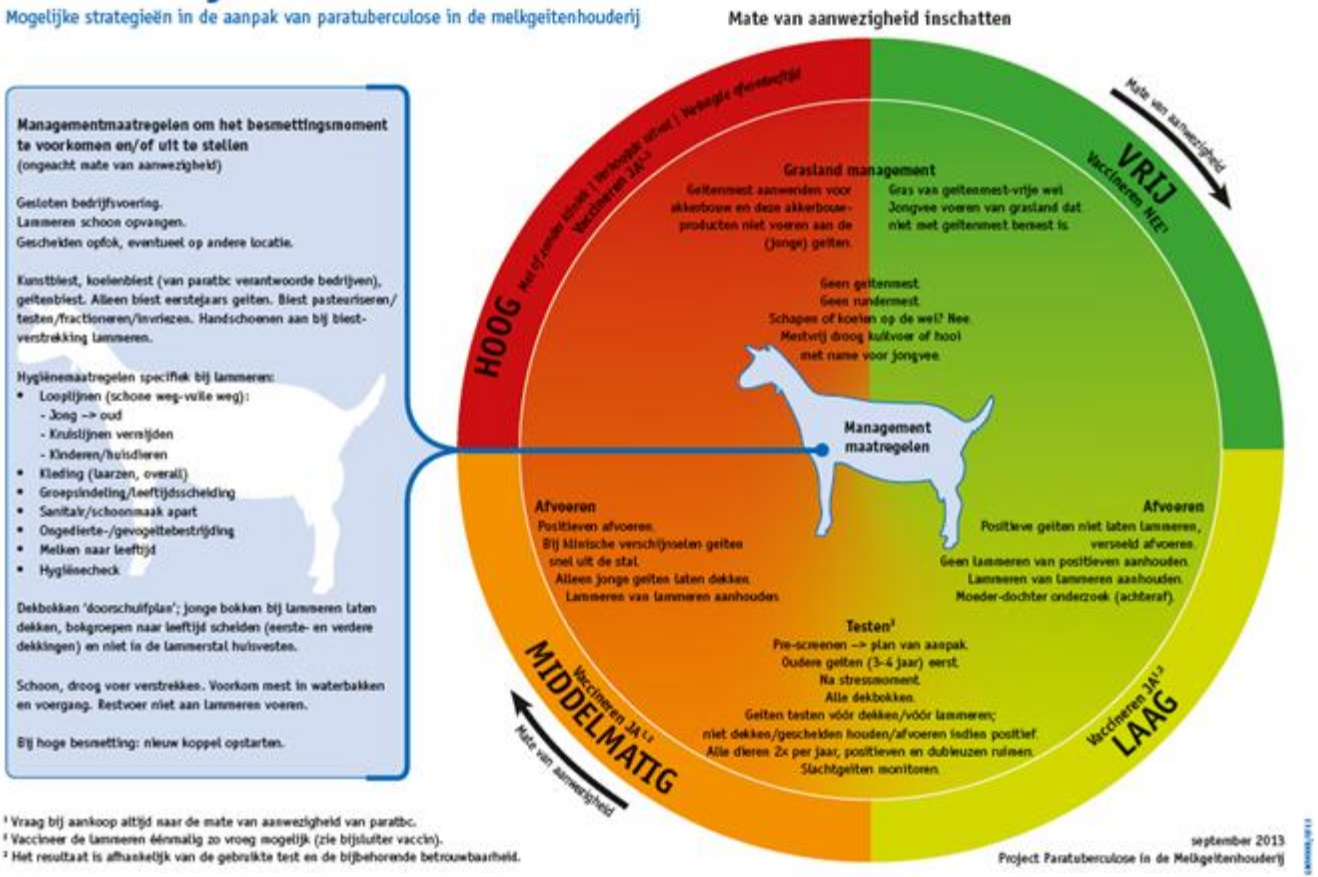 Mogelijke strategieën in de aanpak van paratuberculose in de melkgeitenhouderij
Mate van aanwezigheid inschatten
Managementmaatregelen om het besmettingsmoment
te voorkomen en/of uit te stellen
(ongeacht mate van aanwezigheid)
Gesloten bedrijfsvoering.
Lammeren schoon opvangen.
Gescheiden opfok, eventueel op andere locatie.
Kunstbiest, koeienbiest (van paratbc verantwoorde bedrijven),
geitenbiest. Alleen biest eerstejaars geiten. Biest pasteuriseren/
testen/fractioneren/invriezen. Handschoenen aan bij biest-
verstrekking lammeren.
Hygiënemaatregelen specifiek bij lammeren:
• Looplijnen (schone weg-vuile weg):
- Jong -> oud
- Kruislijnen vermijden
- Kinderen/huisdieren
• Kleding (laarzen, overall)
• Groepsindeling/leeftijdsscheiding
• Sanitair/schoonmaak apart
• Ongedierte-/gevogeltebestrijding
• Melken naar leeftijd
• Hygiënecheck
Dekbokken 'doorschuifplan'; jonge bokken bij lammeren laten
dekken, bokgroepen naar leeftijd scheiden (eerste- en verdere
dekkingen) en niet in de lammerstal huisvesten.
Schoon, droog voer verstrekken. Voorkom mest in waterbakken
en voergang. Restvoer niet aan lammeren voeren.
Bij hoge besmetting: nieuw koppel opstarten.
HOOG
Met of zonder kliniek | Verhoogde uitval | Verhoogde afvoerleeftijd
Vaccineren JA¹,²
VRIJ
Vaccineren NEE¹
Mate van aanwezigheid
Grasland management
Geitenmest aanwenden voor
akkerbouw en deze akkerbouw-
producten niet voeren aan de
(jonge) geiten.
Gras van geitenmest-vrije wei
Jongvee voeren van grasland dat
niet met geitenmest bemest is.
Geen geitenmest.
Geen rundermest.
Schapen of koeien op de wei? Nee.
Mestvrij droog kuilvoer of hooi
met name voor jongvee.
Management
maatregelen
Afvoeren
Positieven afvoeren.
Bij klinische verschijnselen geiten
snel uit de stal.
Alleen jonge geiten laten dekken.
Lammeren van lammeren aanhouden.
Afvoeren
Positieve geiten niet laten lammeren,
versneld afvoeren.
Geen lammeren van positieven aanhouden.
Lammeren van lammeren aanhouden.
Moeder-dochter onderzoek (achteraf).
Testen³
Pre-screenen -> plan van aanpak.
Oudere geiten (3-4 jaar) eerst.
Na stressmoment.
Alle dekbokken.
Geiten testen vóór dekken/vóór lammeren;
niet dekken/gescheiden houden/afvoeren indien positief.
Alle dieren 2x per jaar, positieven en dubieuzen ruimen.
Slachtgeiten monitoren.
Vaccineren JA¹,²
MIDDELMATIG
Mate van aanwezigheid
Vaccineren JA¹,²
LAAG
¹ Vraag bij aankoop altijd naar de mate van aanwezigheid van paratbc.
² Vaccineer de lammeren éénmalig zo vroeg mogelijk (zie bijsluiter vaccin).
³ Het resultaat is afhankelijk van de gebruikte test en de bijbehorende betrouwbaarheid.
september 2013
Project Paratuberculose in de Melkgeitenhouderij